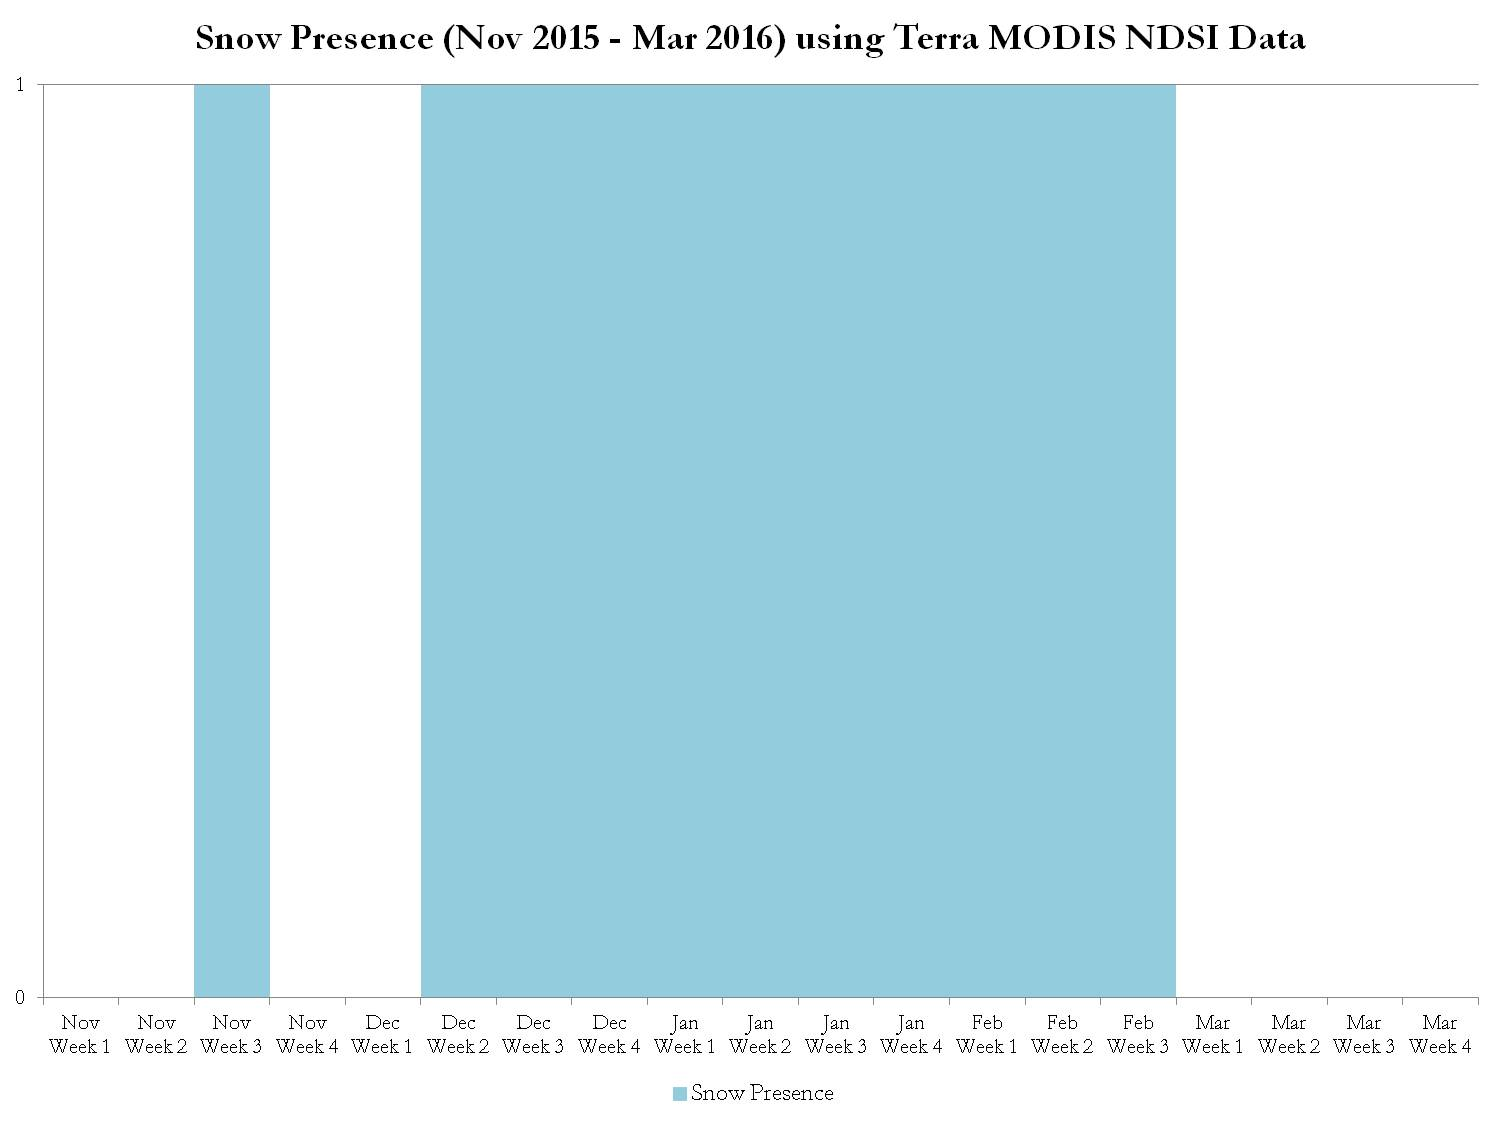 Snow Presence (Nov 2015 - Mar 2016) using Terra MODIS NDSI Data
1
0
Nov Nov Nov Nov Dec Dec Dec Dec Jan Jan Jan Jan Feb Feb Feb Mar Mar Mar Mar
Week 1 Week 2 Week 3 Week 4 Week 1 Week 2 Week 3 Week 4 Week 1 Week 2 Week 3 Week 4 Week 1 Week 2 Week 3 Week 1 Week 2 Week 3 Week 4
Snow Presence